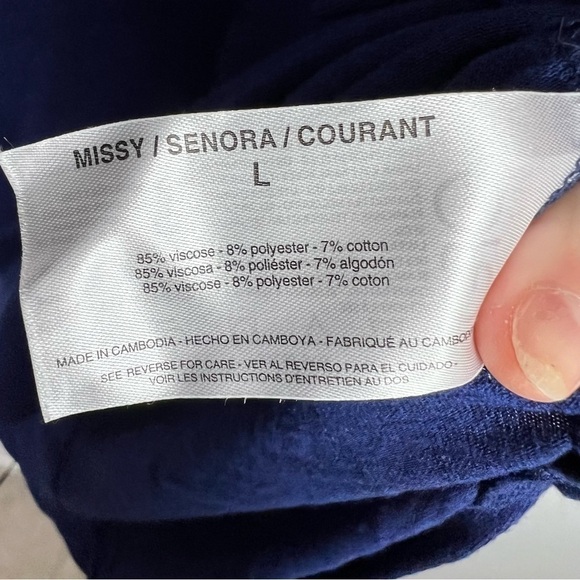 MISSY / SENORA / COURANT
L
85% viscose - 8% polyester - 7% cotton
85% viscosa - 8% poliéster - 7% algodón
85% viscose - 8% polyester - 7% coton
MADE IN CAMBODIA - HECHO EN CAMBOYA - FABRIQUÉ AU
SEE REVERSE FOR CARE - VER AL REVERSO PARA EL CUIDADO -
VOIR LES INSTRUCTIONS D'ENTRETIEN AU DOS